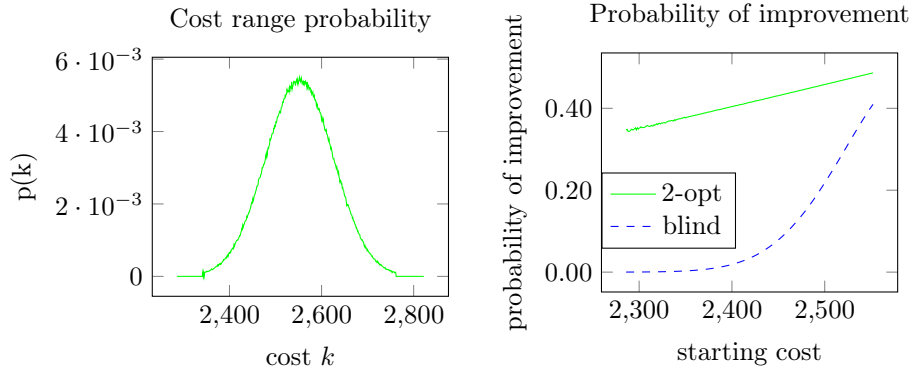 Cost range probability
6 · 10⁻³
4 · 10⁻³
2 · 10⁻³
0
p(k)
2,400 2,600 2,800
cost k
Probability of improvement
probability of improvement
0.40
0.20
0.00
2-opt
blind
2,300 2,400 2,500
starting cost